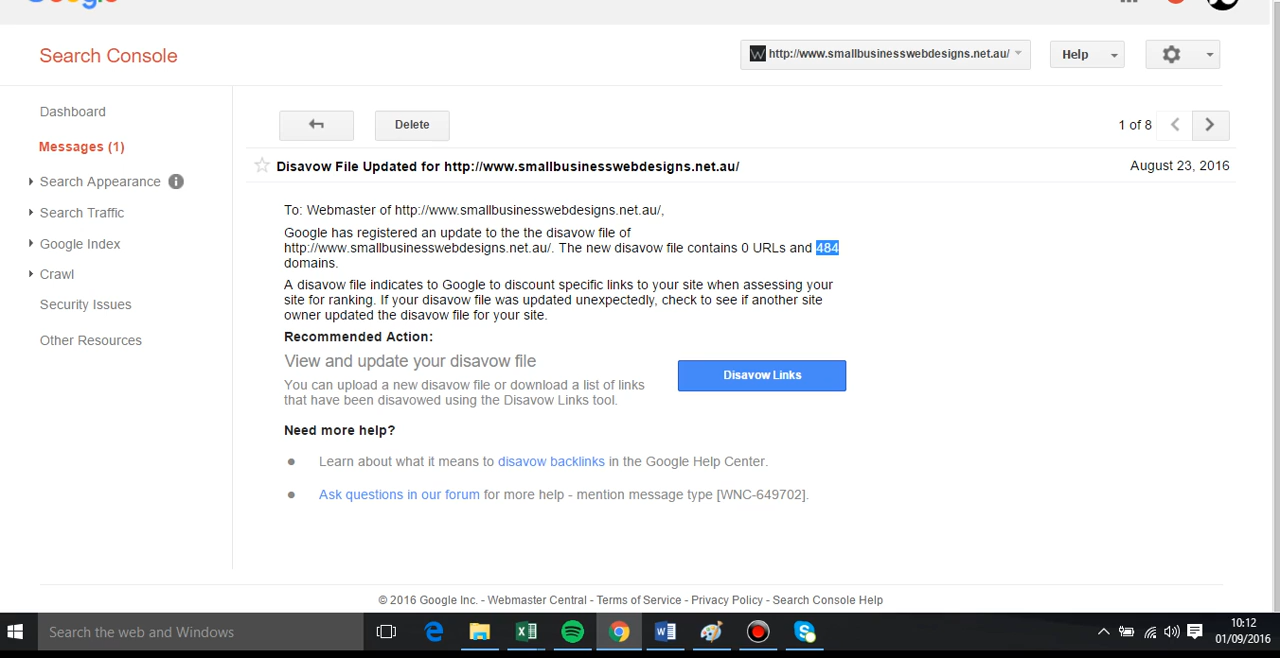 Google
Search Console
http://www.smallbusinesswebdesigns.net.au/
Help
Dashboard
Messages (1)
Search Appearance
Search Traffic
Google Index
Crawl
Security Issues
Other Resources
Delete
1 of 8
Disavow File Updated for http://www.smallbusinesswebdesigns.net.au/
August 23, 2016
To: Webmaster of http://www.smallbusinesswebdesigns.net.au/,
Google has registered an update to the the disavow file of
http://www.smallbusinesswebdesigns.net.au/. The new disavow file contains 0 URLs and 484
domains.
A disavow file indicates to Google to discount specific links to your site when assessing your
site for ranking. If your disavow file was updated unexpectedly, check to see if another site
owner updated the disavow file for your site.
Recommended Action:
View and update your disavow file
You can upload a new disavow file or download a list of links
that have been disavowed using the Disavow Links tool.
Disavow Links
Need more help?
Learn about what it means to disavow backlinks in the Google Help Center.
Ask questions in our forum for more help - mention message type [WNC-649702].
© 2016 Google Inc. - Webmaster Central - Terms of Service - Privacy Policy - Search Console Help
Search the web and Windows
10:12
01/09/2016